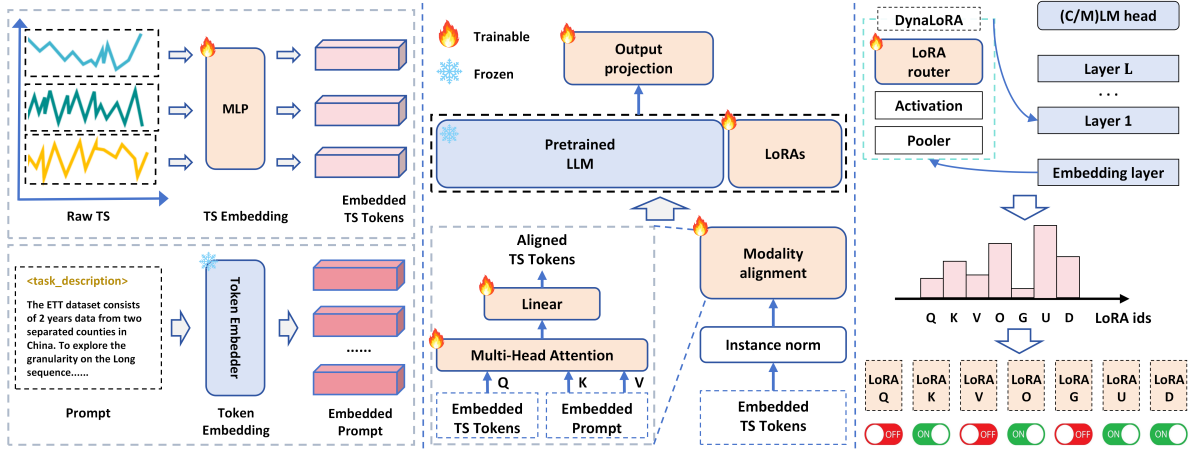 MLP
Raw TS
TS Embedding
Embedded
TS Tokens
<task_description>
The ETT dataset consists
of 2 years data from two
separated counties in
China. To explore the
granularity on the Long
sequence......
Prompt
Token Embedder
Token
Embedding
......
Embedded
Prompt
Trainable
Frozen
Output
projection
Pretrained
LLM
LoRAs
Aligned
TS Tokens
Linear
Multi-Head Attention
Q
K
V
Embedded
TS Tokens
Embedded
Prompt
Modality
alignment
Instance norm
Embedded
TS Tokens
DynaLoRA
LoRA
router
Activation
Pooler
(C/M)LM head
Layer L
...
Layer 1
Embedding layer
Q K V O G U D LoRA ids
LoRA
Q
LoRA
K
LoRA
V
LoRA
O
LoRA
G
LoRA
U
LoRA
D
OFF
ON
OFF
ON
OFF
ON
ON